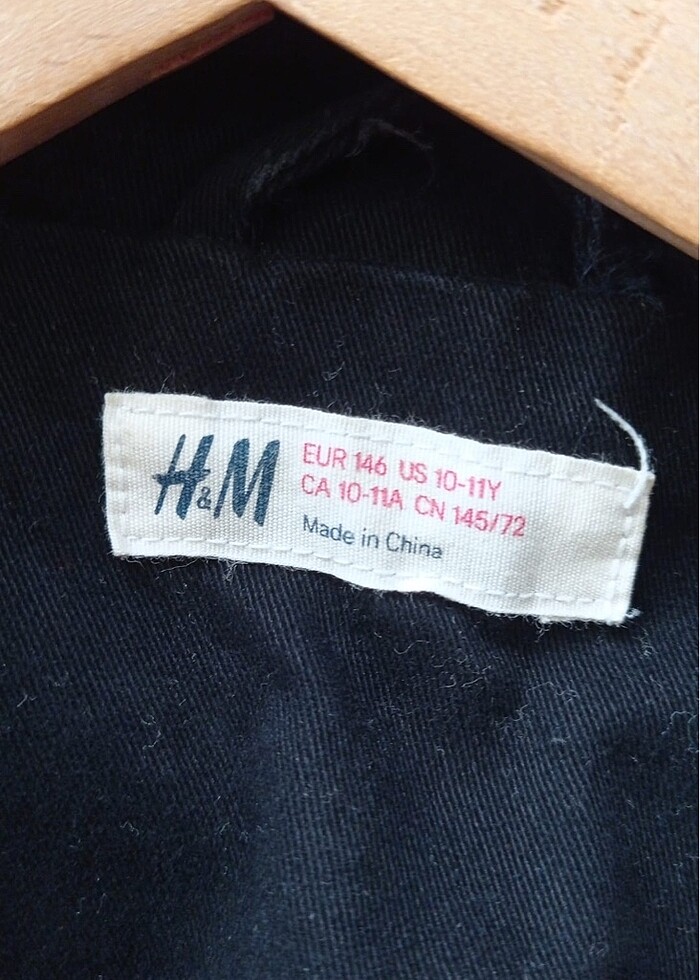 H&M
EUR 146 US 10-11Y
CA 10-11A CN 145/72
Made in China